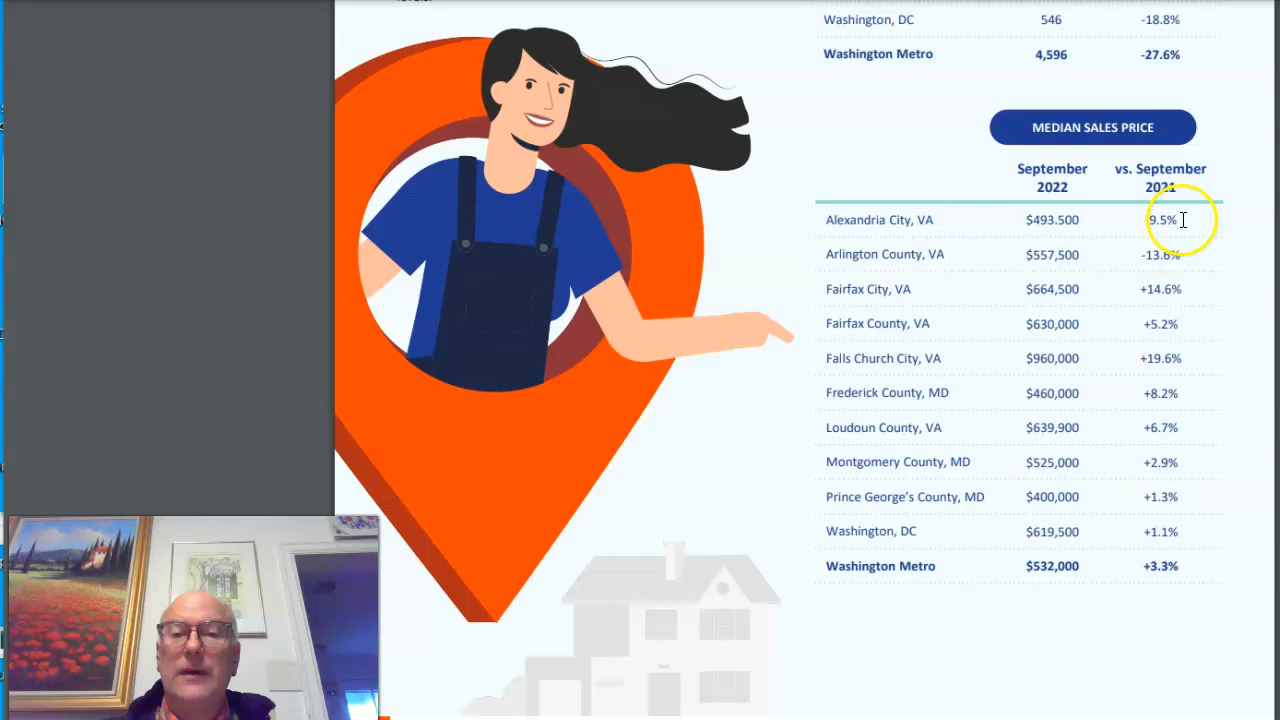 Washington, DC 546 -18.8%
Washington Metro 4,596 -27.6%
MEDIAN SALES PRICE
September 2022 vs. September 2021
Alexandria City, VA $493.500 9.5%
Arlington County, VA $557,500 -13.6%
Fairfax City, VA $664,500 +14.6%
Fairfax County, VA $630,000 +5.2%
Falls Church City, VA $960,000 +19.6%
Frederick County, MD $460,000 +8.2%
Loudoun County, VA $639,900 +6.7%
Montgomery County, MD $525,000 +2.9%
Prince George’s County, MD $400,000 +1.3%
Washington, DC $619,500 +1.1%
Washington Metro $532,000 +3.3%